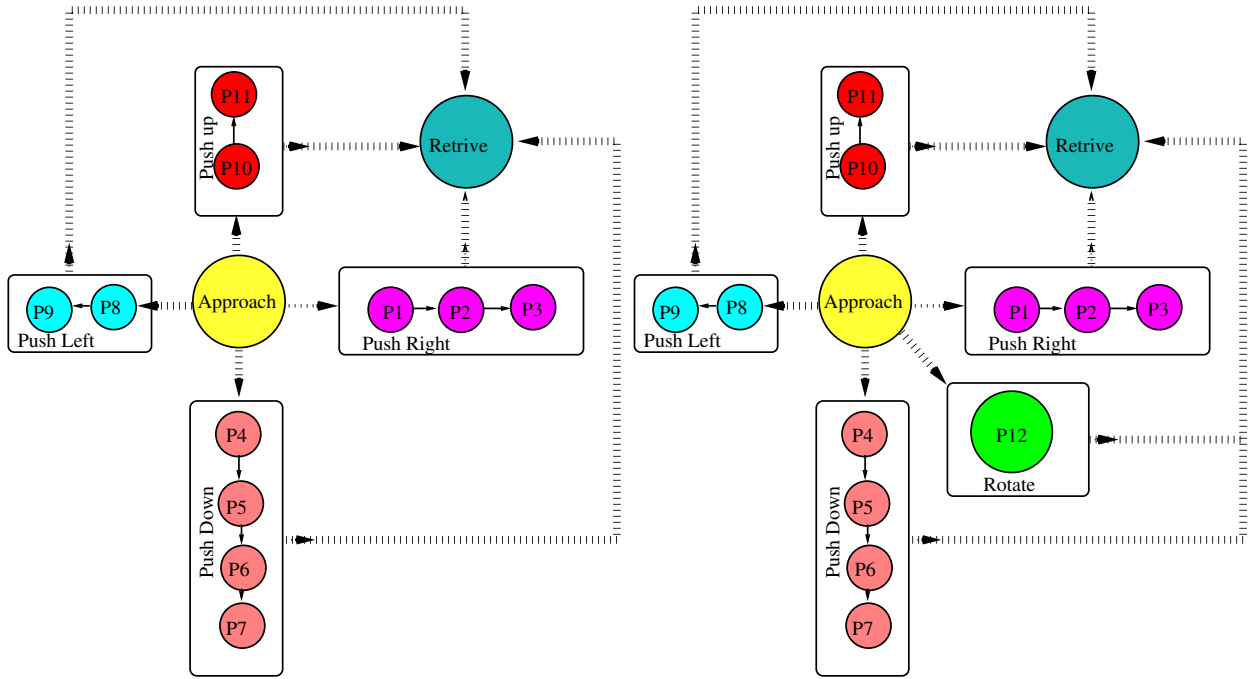 P11
P10
Push up
Retrive
Approach
P9
P8
Push Left
P1
P2
P3
Push Right
P4
P5
P6
P7
Push Down
P11
P10
Push up
Retrive
Approach
P9
P8
Push Left
P1
P2
P3
Push Right
P12
Rotate
P4
P5
P6
P7
Push Down